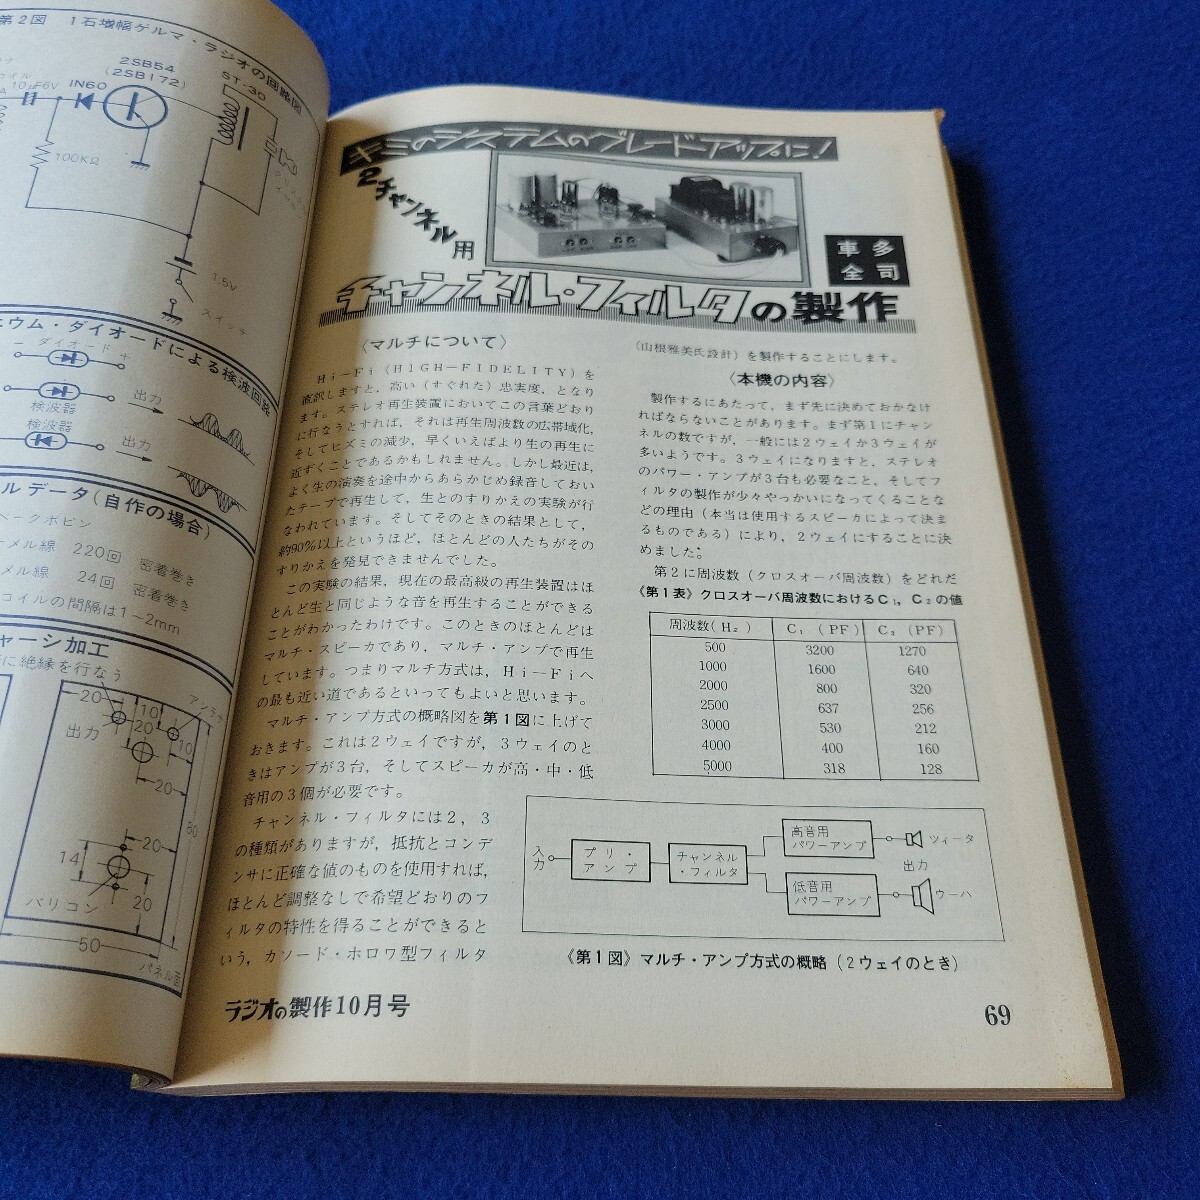 第2図 1石増幅ゲルマ・ラジオの回路図
2SB54
(2SB172)
ST-30
10μF6V
IN60
100KΩ
1.5V
スイッチ
ニウム・ダイオードによる検波回路
− ダイオード +
出力
検波器
検波器
出力
ルデータ(自作の場合)
ベークボビン
ーメル線 220回 密着巻き
メル線 24回 密着巻き
コイルの間隔は1〜2mm
ャーシ加工
に絶縁を行なう
アンテナ
20
10
20
10
出力
20
80
20
14
20
バリコン
50
パネル面
キミのシステムのグレードアップに!
2チャンネル用
チャンネル・フィルタの製作
車多
全司
〈マルチについて〉
Hi−Fi(HIGH−FIDELITY)を
直訳しますと,高い(すぐれた)忠実度,となり
ます。ステレオ再生装置においてこの言葉どおり
に行なうとすれば,それは再生周波数の広帯域化,
そしてヒズミの減少,早くいえばより生の再生に
近ずくことであるかもしれません。しかし最近は,
よく生の演奏を途中からあらかじめ録音しておい
たテープで再生して,生とのすりかえの実験が行
なわれています。そしてそのときの結果として,
約90%以上というほど,ほとんどの人たちがその
すりかえを発見できませんでした。
この実験の結果,現在の最高級の再生装置はほ
とんど生と同じような音を再生することができる
ことがわかったわけです。このときのほとんどは
マルチ・スピーカであり,マルチ・アンプで再生
しています。つまりマルチ方式は,Hi−Fiへ
の最も近い道であるといってもよいと思います。
マルチ・アンプ方式の概略図を第1図に上げて
おきます。これは2ウェイですが,3ウェイのと
きはアンプが3台,そしてスピーカが高・中・低
音用の3個が必要です。
チャンネル・フィルタには2,3
の種類がありますが,抵抗とコンデ
ンサに正確な値のものを使用すれば,
ほとんど調整なしで希望どおりのフ
ィルタの特性を得ることができると
いう,カソード・ホロワ型フィルタ
(山根雅美氏設計)を製作することにします。
〈本機の内容〉
製作するにあたって,まず先に決めておかなけ
ればならないことがあります。まず第1にチャン
ネルの数ですが,一般には2ウェイか3ウェイが
多いようです。3ウェイになりますと,ステレオ
のパワー・アンプが3台も必要なこと,そしてフ
ィルタの製作が少々やっかいになってくることな
どの理由(本当は使用するスピーカによって決ま
るものである)により,2ウェイにすることに決
めました。
第2に周波数(クロスオーバ周波数)をどれだ
《第1表》クロスオーバ周波数におけるC1,C2の値
周波数(Hz) C1 (PF) C2 (PF)
500 3200 1270
1000 1600 640
2000 800 320
2500 637 256
3000 530 212
4000 400 160
5000 318 128
入力
プリ・
アンプ
チャンネル
・フィルタ
高音用
パワーアンプ
ツィータ
出力
低音用
パワーアンプ
ウーハ
《第1図》マルチ・アンプ方式の概略(2ウェイのとき)
ラジオの製作10月号
69